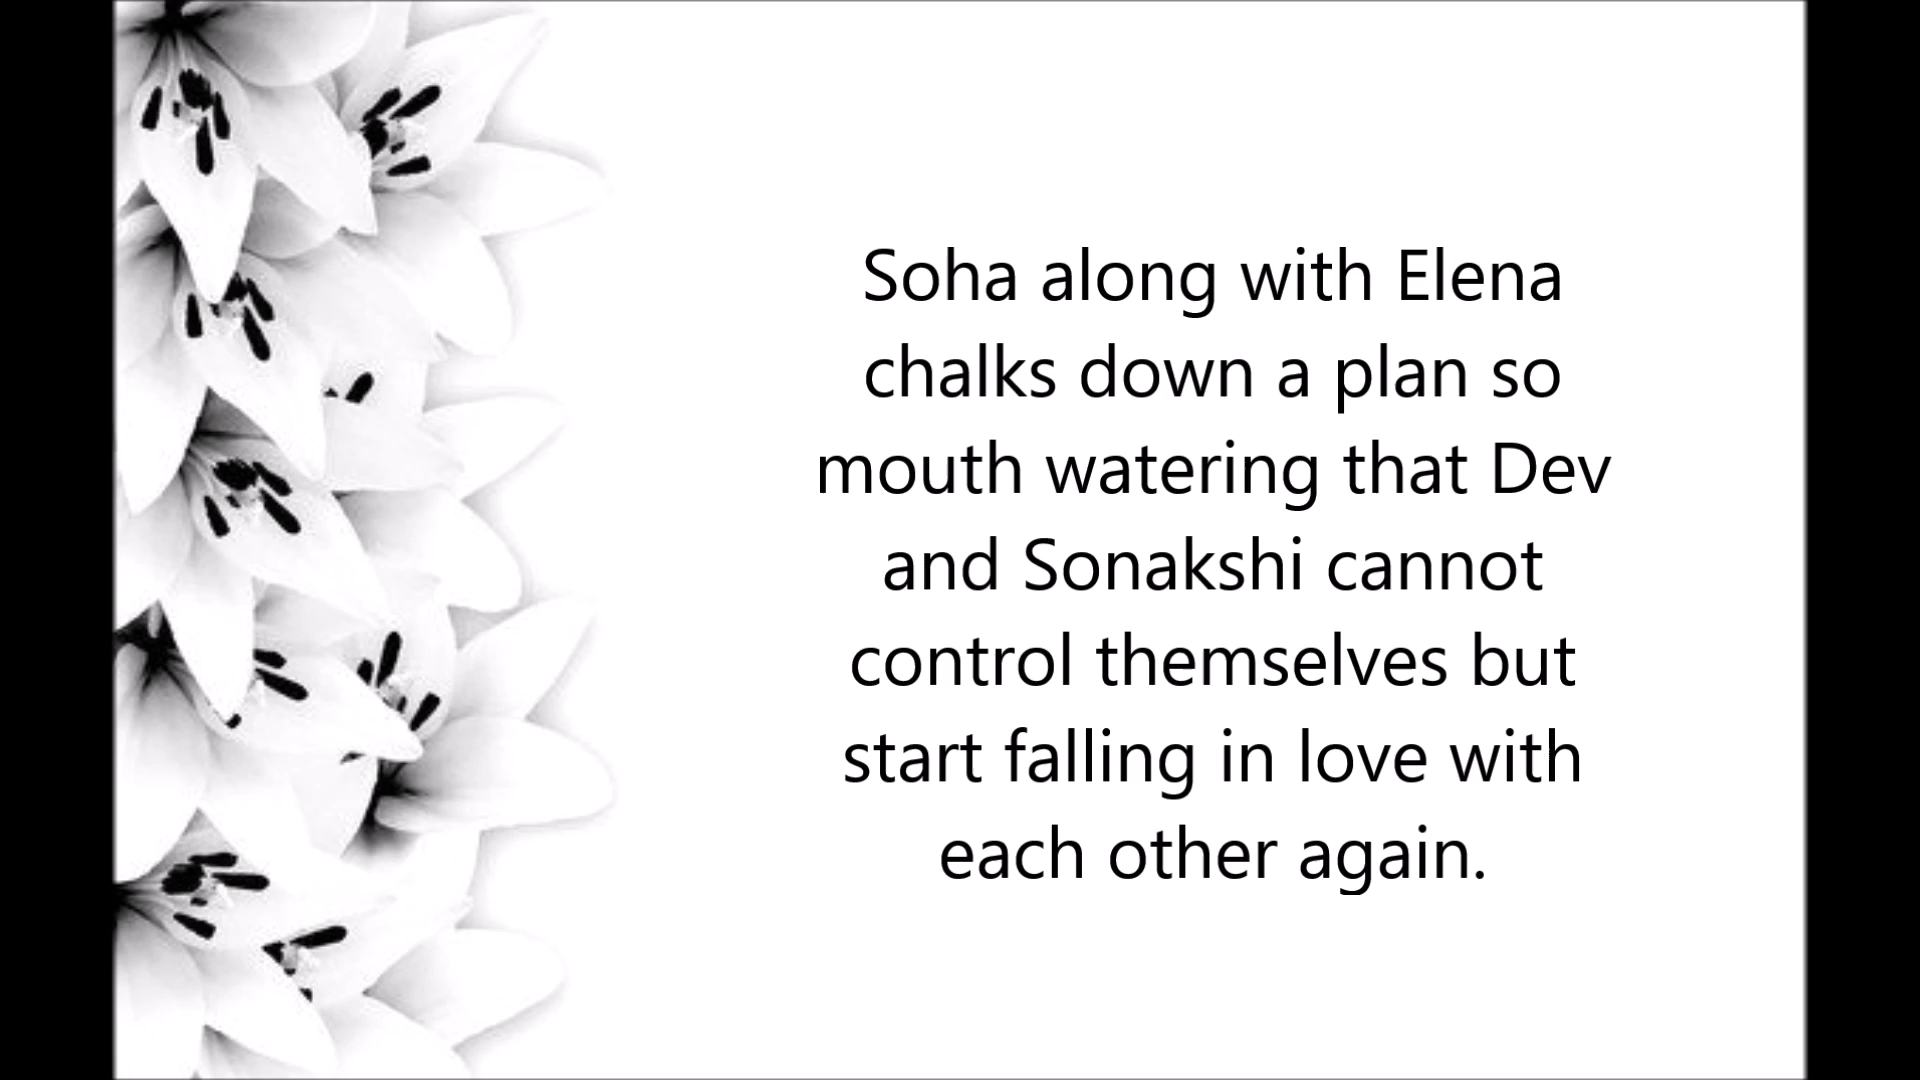 Soha along with Elena
chalks down a plan so
mouth watering that Dev
and Sonakshi cannot
control themselves but
start falling in love with
each other again.